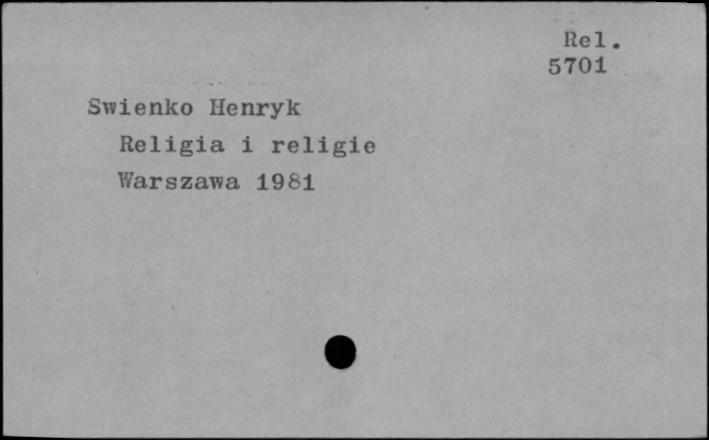 Rel.
5701
Swienko Henryk
Religia i religie
Warszawa 1981